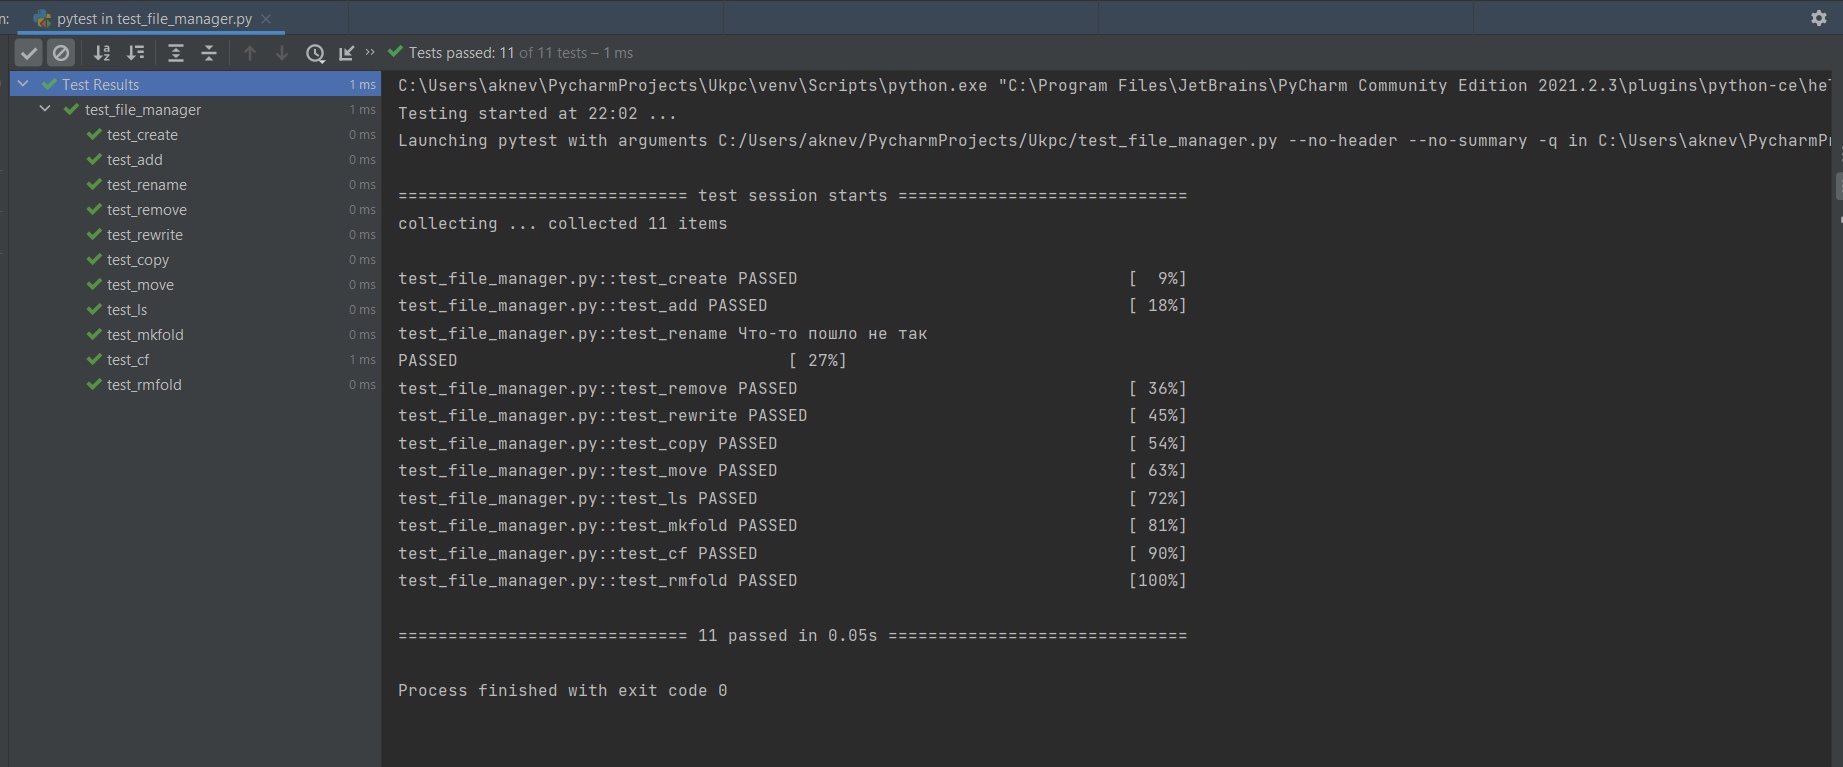 n:
pytest in test_file_manager.py
Tests passed: 11 of 11 tests – 1 ms
Test Results 1 ms
test_file_manager 1 ms
test_create 0 ms
test_add 0 ms
test_rename 0 ms
test_remove 0 ms
test_rewrite 0 ms
test_copy 0 ms
test_move 0 ms
test_ls 0 ms
test_mkfold 0 ms
test_cf 1 ms
test_rmfold 0 ms
C:\Users\aknev\PycharmProjects\Ukpc\venv\Scripts\python.exe "C:\Program Files\JetBrains\PyCharm Community Edition 2021.2.3\plugins\python-ce\hel
Testing started at 22:02 ...
Launching pytest with arguments C:/Users/aknev/PycharmProjects/Ukpc/test_file_manager.py --no-header --no-summary -q in C:\Users\aknev\PycharmPr
============================= test session starts =============================
collecting ... collected 11 items
test_file_manager.py::test_create PASSED [  9%]
test_file_manager.py::test_add PASSED [ 18%]
test_file_manager.py::test_rename Что-то пошло не так
PASSED [ 27%]
test_file_manager.py::test_remove PASSED [ 36%]
test_file_manager.py::test_rewrite PASSED [ 45%]
test_file_manager.py::test_copy PASSED [ 54%]
test_file_manager.py::test_move PASSED [ 63%]
test_file_manager.py::test_ls PASSED [ 72%]
test_file_manager.py::test_mkfold PASSED [ 81%]
test_file_manager.py::test_cf PASSED [ 90%]
test_file_manager.py::test_rmfold PASSED [100%]
============================= 11 passed in 0.05s ==============================
Process finished with exit code 0